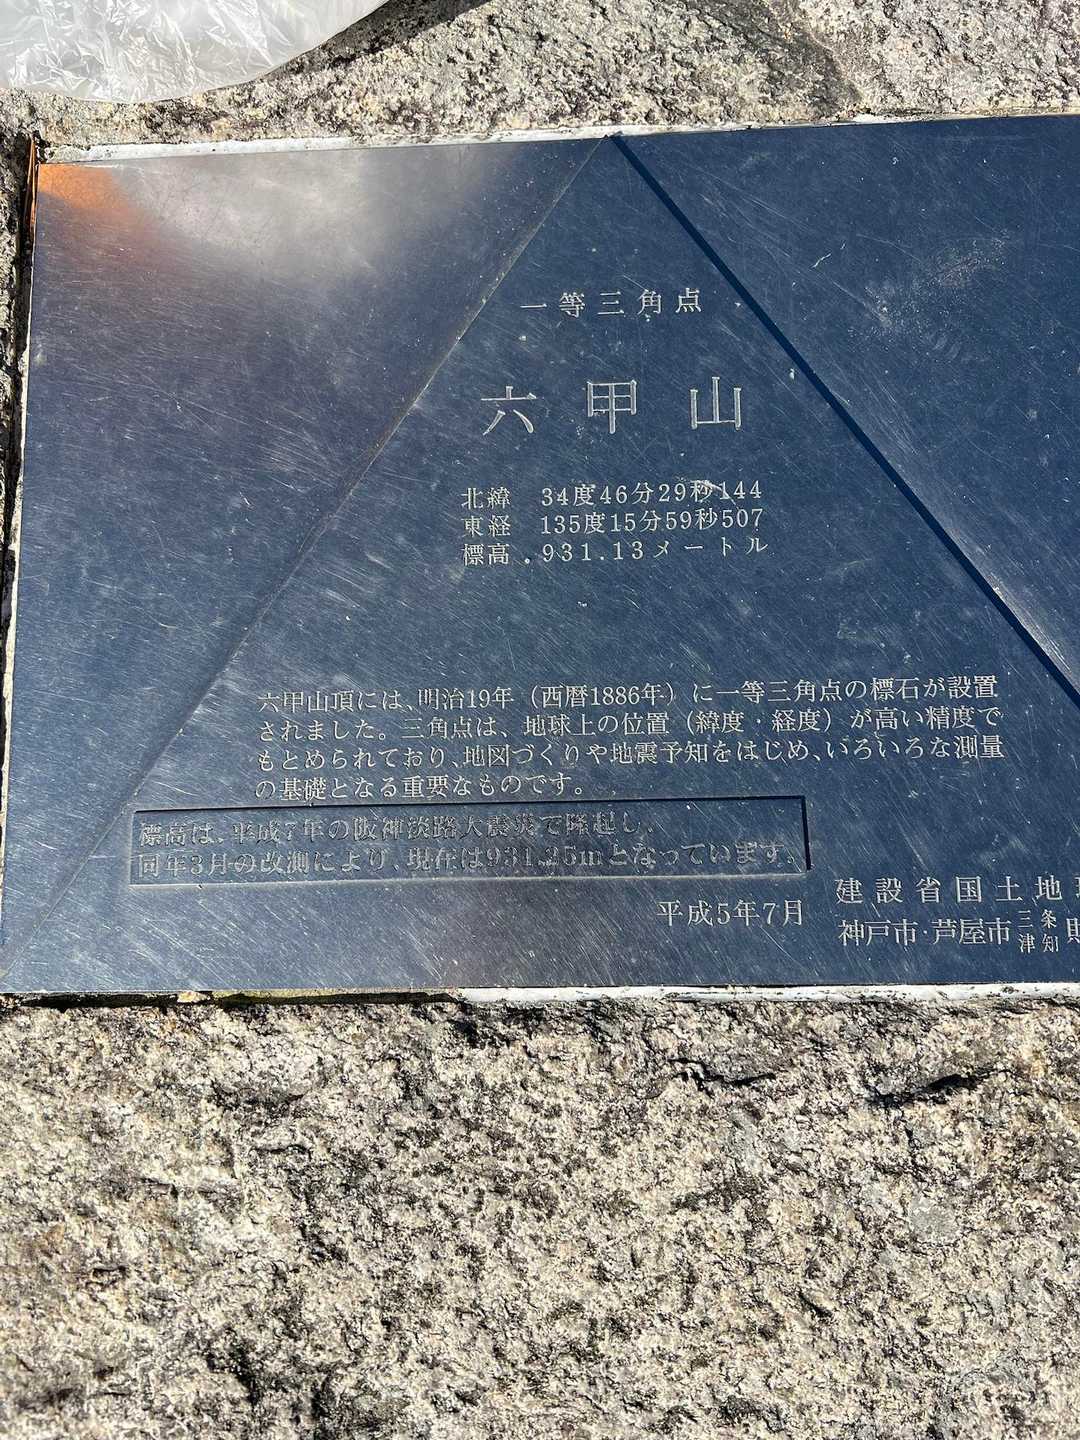 一等三角点
六甲山
北緯 34度46分29秒144
東経 135度15分59秒507
標高 931.13メートル
六甲山頂には、明治19年（西暦1886年）に一等三角点の標石が設置
されました。三角点は、地球上の位置（緯度・経度）が高い精度で
もとめられており、地図づくりや地震予知をはじめ、いろいろな測量
の基礎となる重要なものです。
標高は、平成7年の阪神淡路大震災で隆起し、
同年3月の改測により、現在は931.25mとなっています。
平成5年7月
建設省国土地
神戸市・芦屋市三条津知